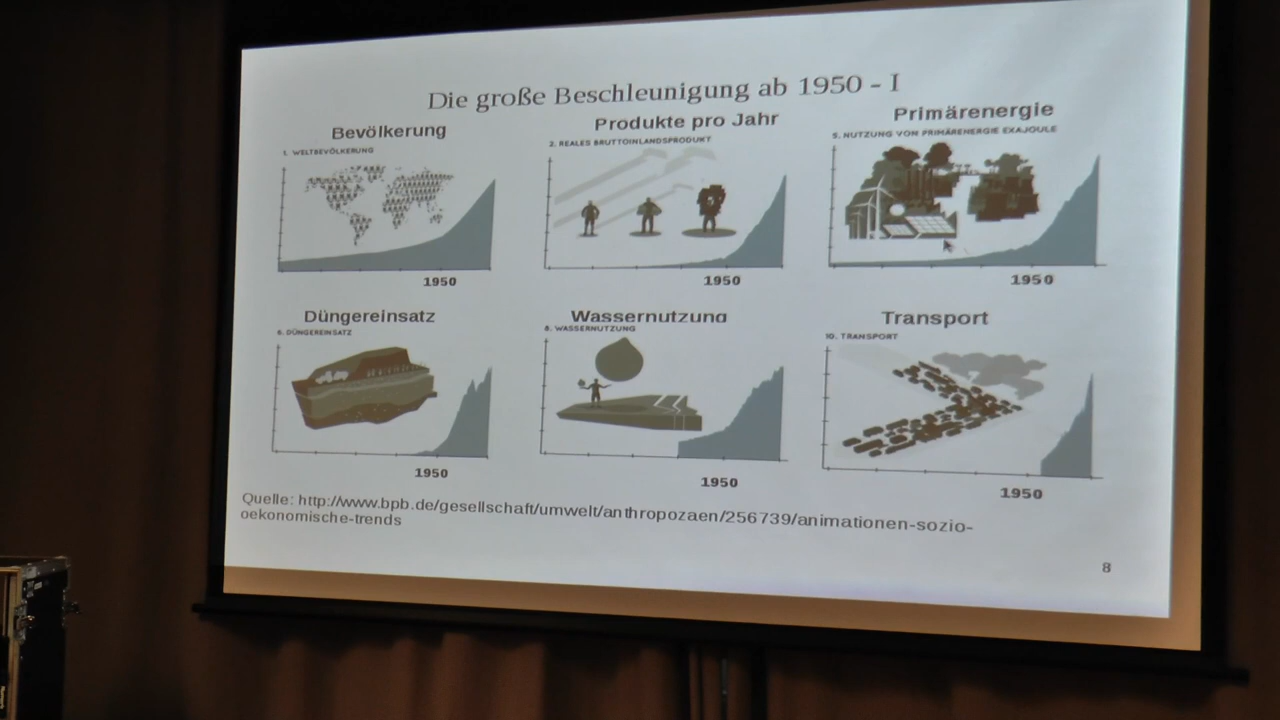 Die große Beschleunigung ab 1950 - I
Bevölkerung
1. WELTBEVÖLKERUNG
1950
Produkte pro Jahr
2. REALES BRUTTOINLANDSPRODUKT
1950
Primärenergie
5. NUTZUNG VOM PRIMÄRENERGIE EXAJOULE
1950
Düngereinsatz
6. DÜNGEREINSATZ
1950
Wassernutzung
8. WASSERNUTZUNG
1950
Transport
10. TRANSPORT
1950
Quelle: http://www.bpb.de/gesellschaft/umwelt/anthropozaen/256739/animationen-sozio-
oekonomische-trends
8